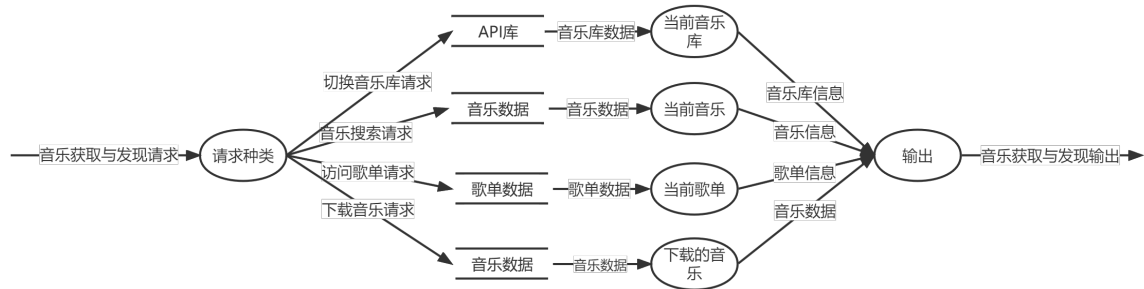 音乐获取与发现请求
请求种类
切换音乐库请求
音乐搜索请求
访问歌单请求
下载音乐请求
API库
音乐库数据
当前音乐
库
音乐数据
音乐数据
当前音乐
歌单数据
歌单数据
当前歌单
音乐数据
音乐数据
下载的音
乐
音乐库信息
音乐信息
歌单信息
音乐数据
输出
音乐获取与发现输出